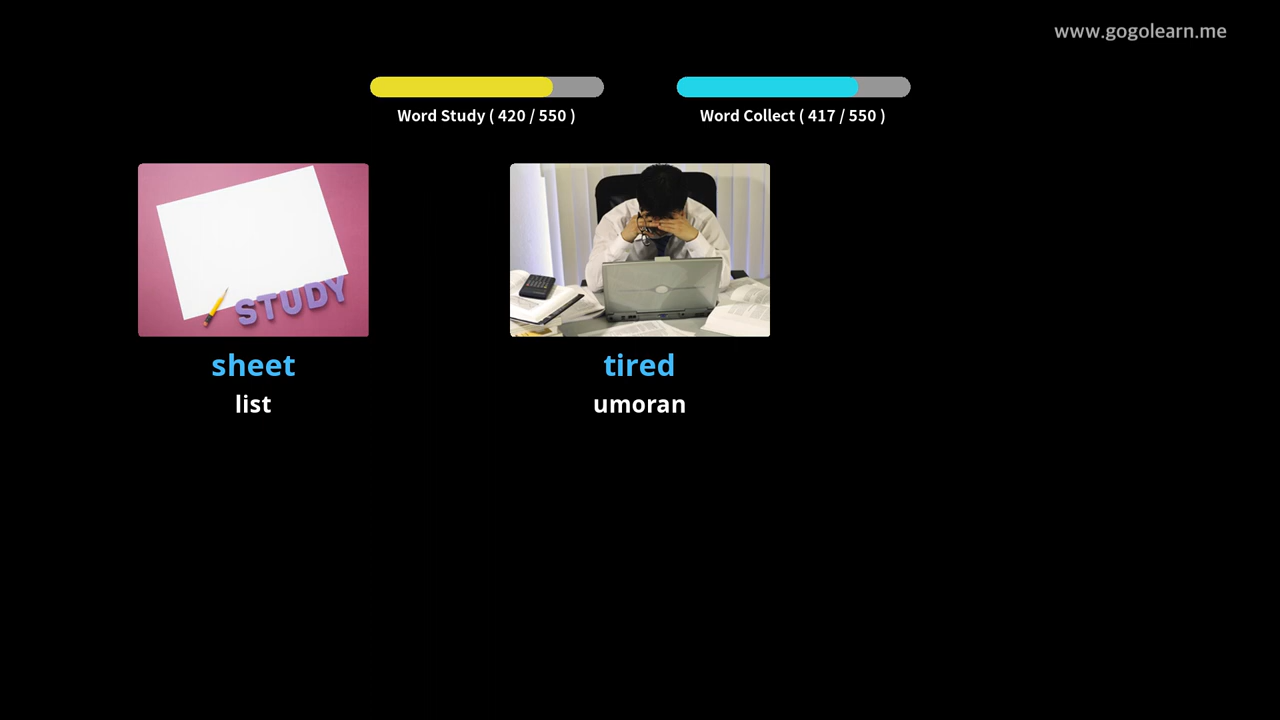 www.gogolearn.me
Word Study ( 420 / 550 )
Word Collect ( 417 / 550 )
STUDY
sheet
list
tired
umoran